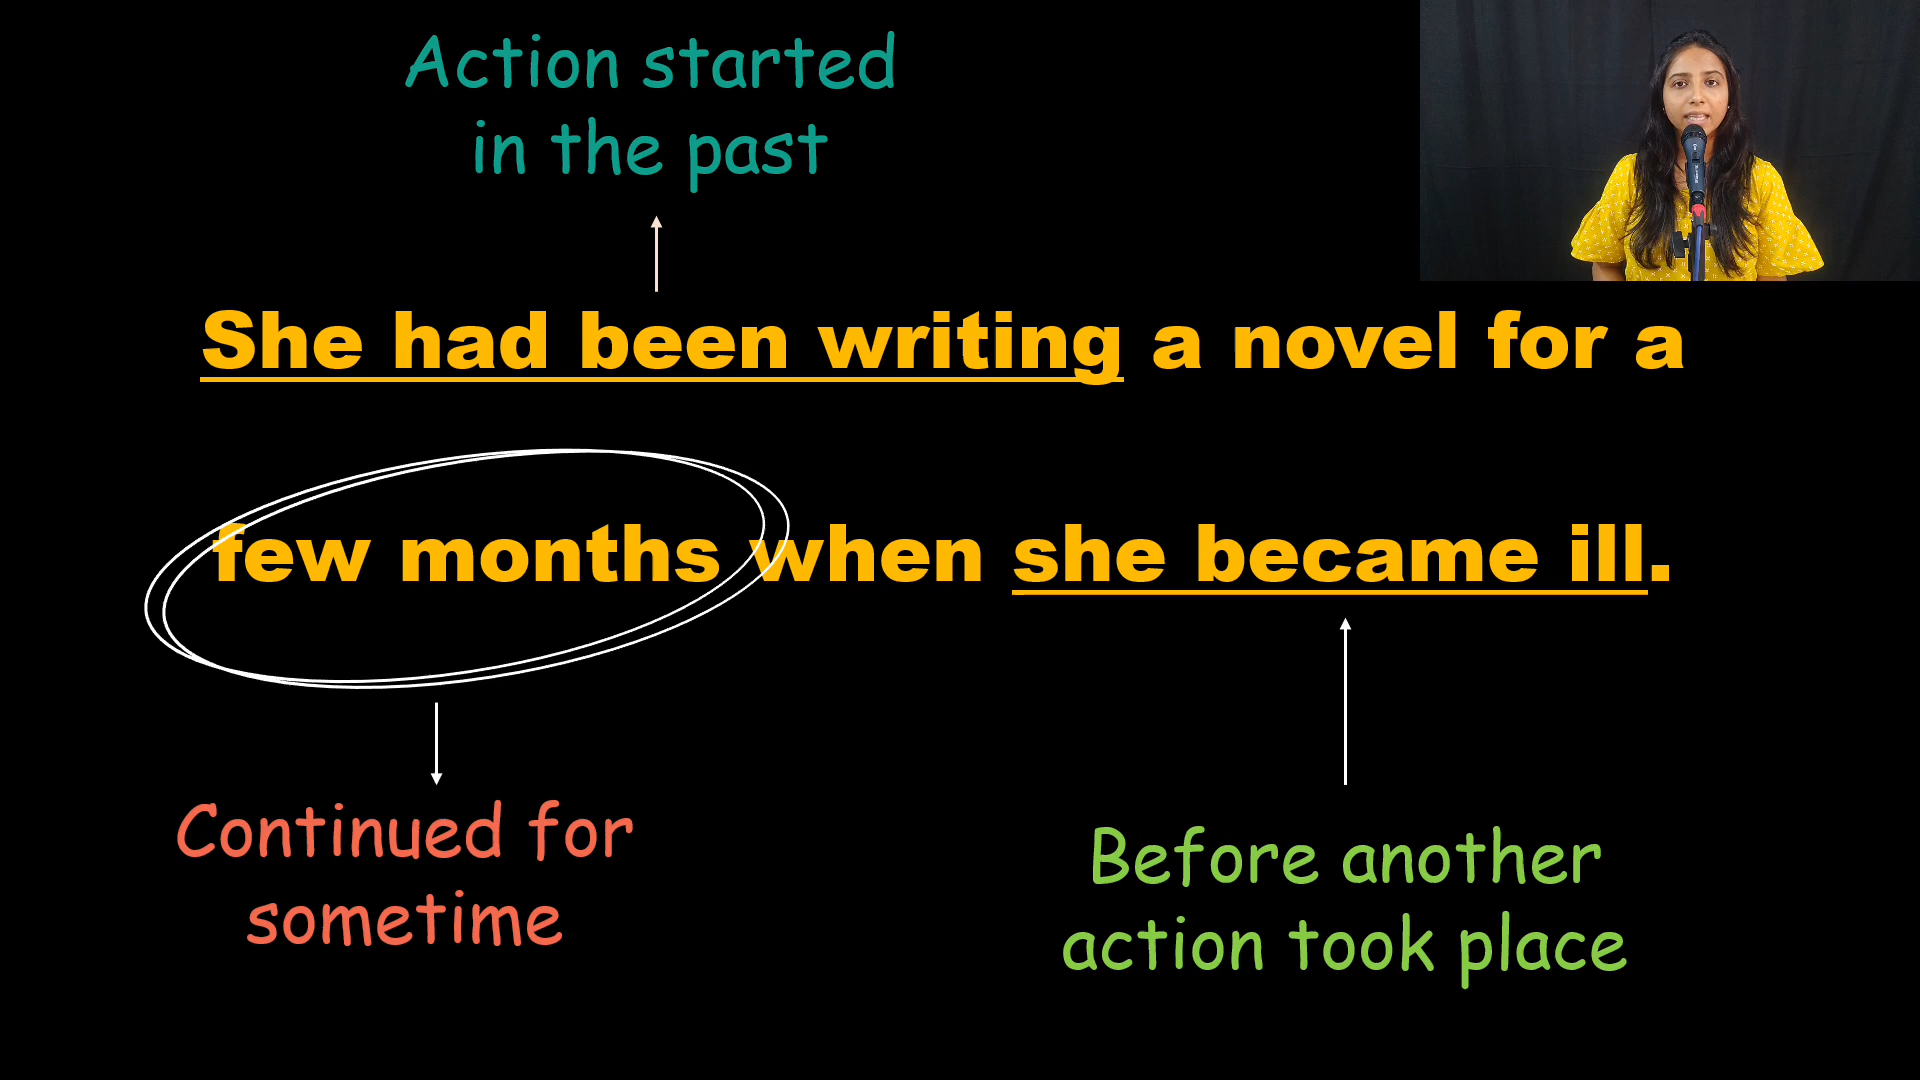 Action started
in the past
She had been writing a novel for a
few months when she became ill.
Continued for
sometime
Before another
action took place